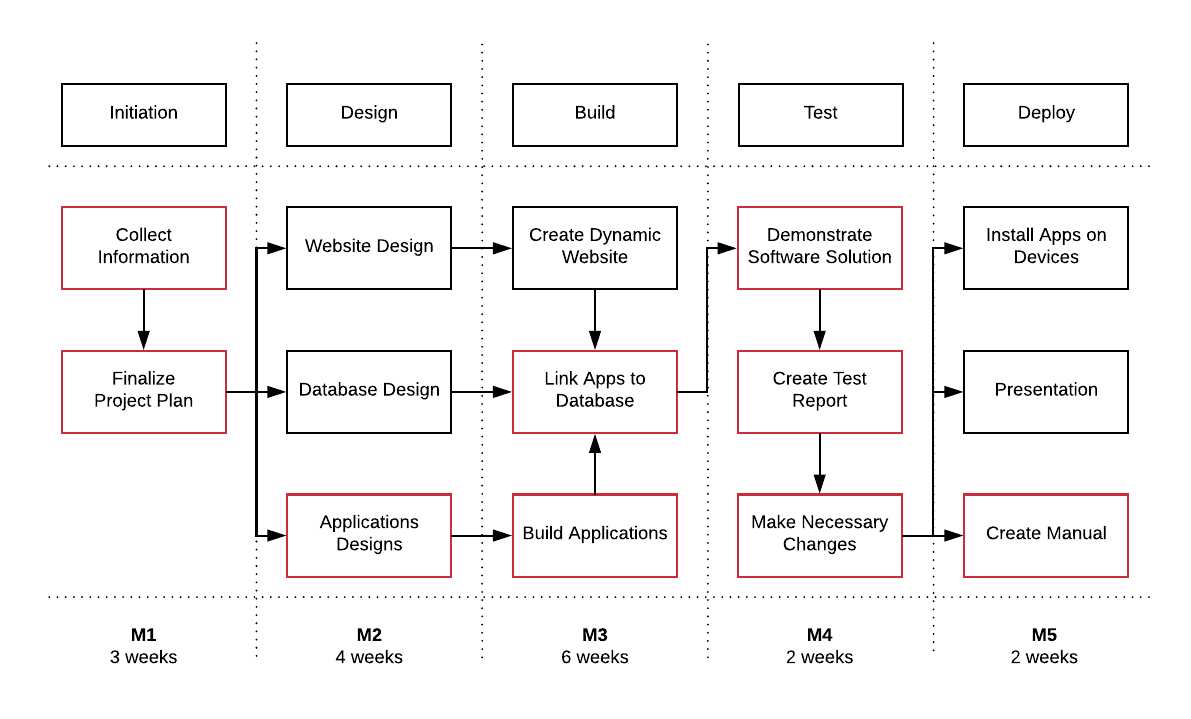 Initiation
Design
Build
Test
Deploy
Collect
Information
Website Design
Create Dynamic
Website
Demonstrate
Software Solution
Install Apps on
Devices
Finalize
Project Plan
Database Design
Link Apps to
Database
Create Test
Report
Presentation
Applications
Designs
Build Applications
Make Necessary
Changes
Create Manual
M1
3 weeks
M2
4 weeks
M3
6 weeks
M4
2 weeks
M5
2 weeks